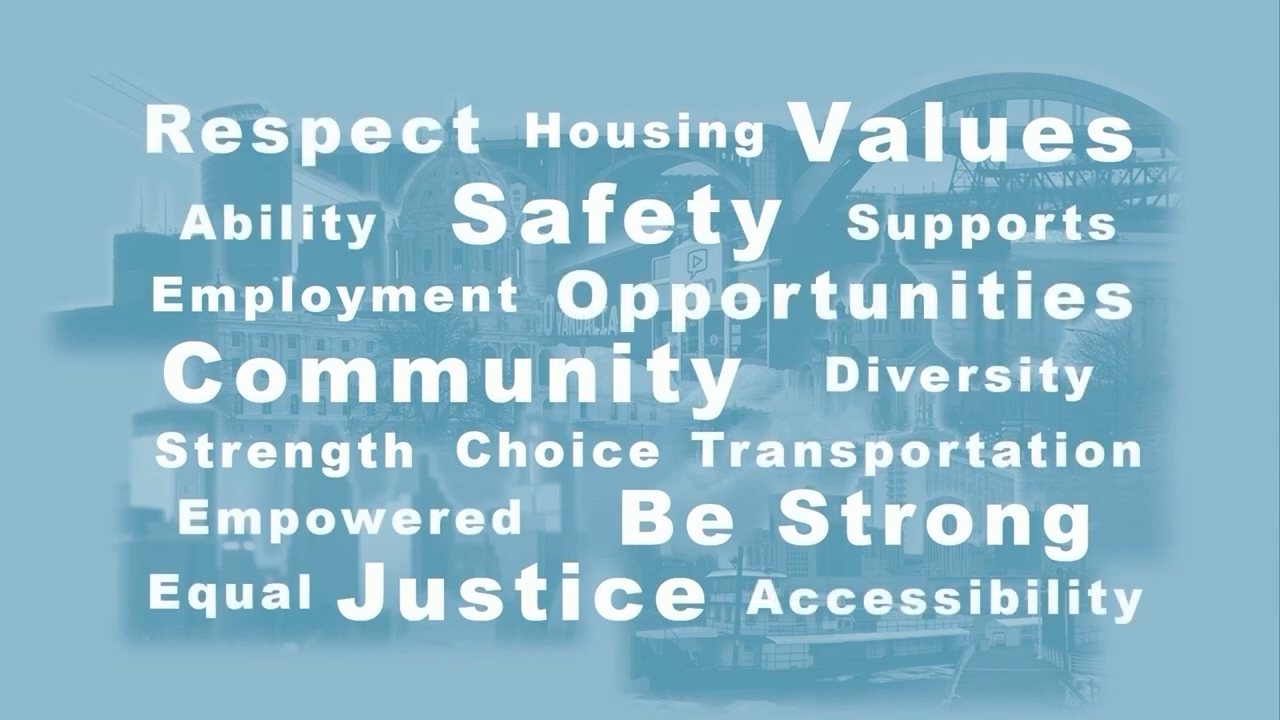 Respect Housing Values
Ability Safety Supports
Employment Opportunities
Community Diversity
Strength Choice Transportation
Empowered Be Strong
Equal Justice Accessibility